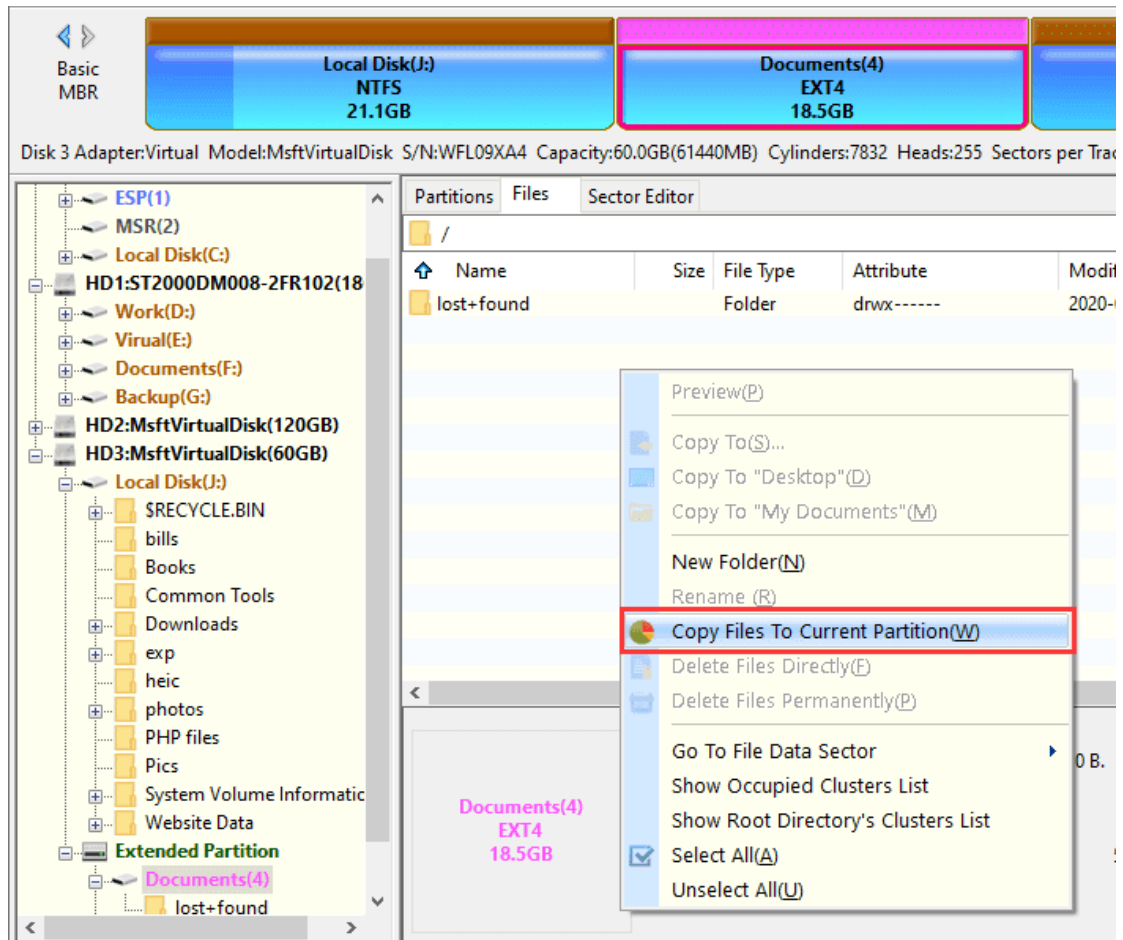 Basic
MBR
Local Disk(J:)
NTFS
21.1GB
Documents(4)
EXT4
18.5GB
Disk 3 Adapter:Virtual Model:MsftVirtualDisk S/N:WFL09XA4 Capacity:60.0GB(61440MB) Cylinders:7832 Heads:255 Sectors per
ESP(1)
MSR(2)
Local Disk(C:)
HD1:ST2000DM008-2FR102(18
Work(D:)
Virual(E:)
Documents(F:)
Backup(G:)
HD2:MsftVirtualDisk(120GB)
HD3:MsftVirtualDisk(60GB)
Local Disk(J:)
$RECYCLE.BIN
bills
Books
Common Tools
Downloads
exp
heic
photos
PHP files
Pics
System Volume Informatic
Website Data
Extended Partition
Documents(4)
lost+found
Partitions Files Sector Editor
/
Name Size File Type Attribute Modif
lost+found Folder drwx------ 2020-
Preview(P)
Copy To(S)...
Copy To "Desktop"(D)
Copy To "My Documents"(M)
New Folder(N)
Rename (R)
Copy Files To Current Partition(W)
Delete Files Directly(F)
Delete Files Permanently(P)
Go To File Data Sector
Show Occupied Clusters List
Show Root Directory's Clusters List
Select All(A)
Unselect All(U)
Documents(4)
EXT4
18.5GB
0 B.